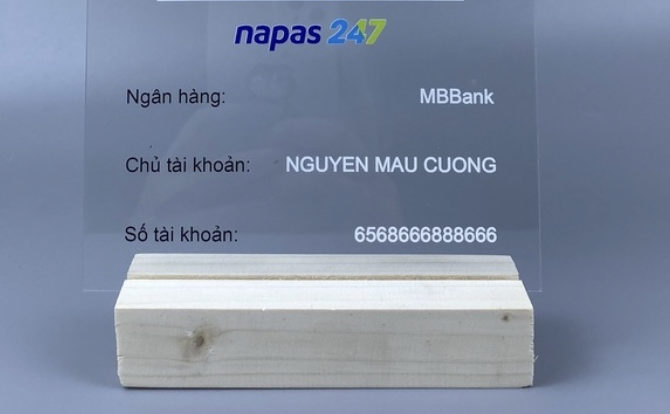 napas 247
Ngân hàng: MBBank
Chủ tài khoản: NGUYEN MAU CUONG
Số tài khoản: 6568666888666